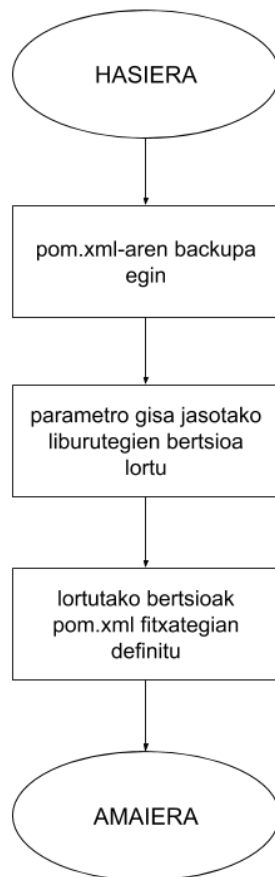 HASIERA
pom.xml-aren backupa
egin
parametro gisa jasotako
liburutegien bertsioa
lortu
lortutako bertsioak
pom.xml fitxategian
definitu
AMAIERA